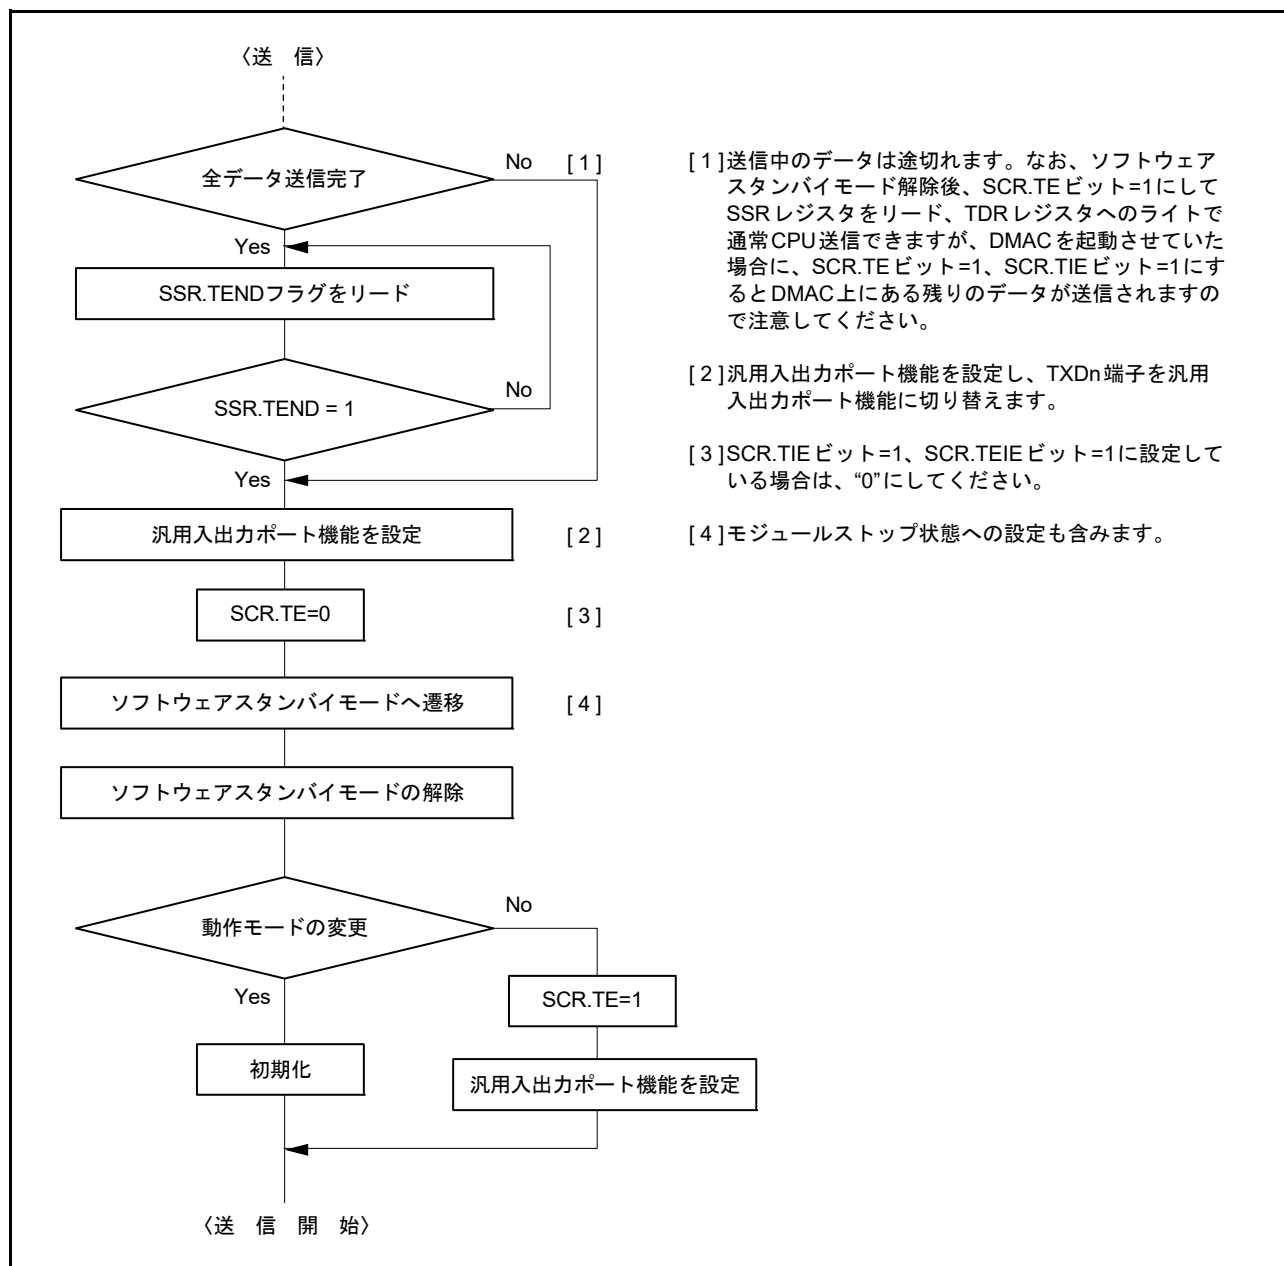 〈送　信〉
全データ送信完了
No
[ 1 ]
Yes
SSR.TENDフラグをリード
SSR.TEND = 1
No
Yes
汎用入出力ポート機能を設定
[ 2 ]
SCR.TE=0
[ 3 ]
ソフトウェアスタンバイモードへ遷移
[ 4 ]
ソフトウェアスタンバイモードの解除
動作モードの変更
No
Yes
SCR.TE=1
初期化
汎用入出力ポート機能を設定
〈送　信　開　始〉
[ 1 ]送信中のデータは途切れます。なお、ソフトウェア
スタンバイモード解除後、SCR.TEビット=1にして
SSRレジスタをリード、TDRレジスタへのライトで
通常CPU送信できますが、DMACを起動させていた
場合に、SCR.TEビット=1、SCR.TIEビット=1にす
るとDMAC上にある残りのデータが送信されますの
で注意してください。
[ 2 ]汎用入出力ポート機能を設定し、TXDn端子を汎用
入出力ポート機能に切り替えます。
[ 3 ]SCR.TIEビット=1、SCR.TEIEビット=1に設定して
いる場合は、“0”にしてください。
[ 4 ]モジュールストップ状態への設定も含みます。